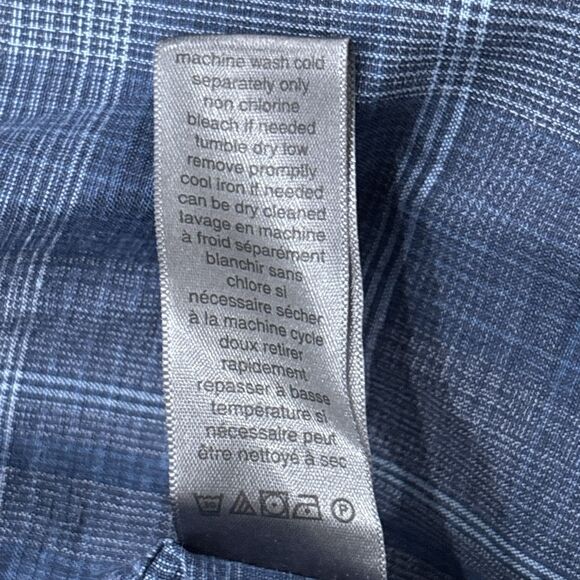 machine wash cold
separately only
non chlorine
bleach if needed
tumble dry low
remove promptly
cool iron if needed
can be dry cleaned
lavage en machine
à froid séparément
blanchir sans
chlore si
nécessaire sécher
à la machine cycle
doux retirer
rapidement
repasser à basse
température si
nécessaire peut
être nettoyé à sec
P